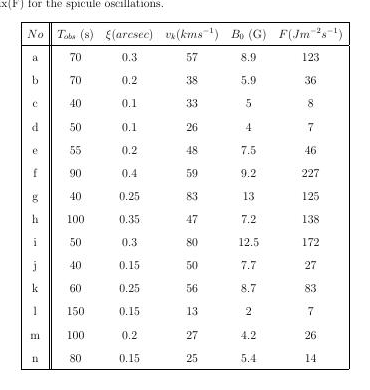 x(F) for the spicule oscillations.
No T_obs (s) ξ(arcsec) v_k(kms⁻¹) B₀ (G) F(Jm⁻²s⁻¹)
a 70 0.3 57 8.9 123
b 70 0.2 38 5.9 36
c 40 0.1 33 5 8
d 50 0.1 26 4 7
e 55 0.2 48 7.5 46
f 90 0.4 59 9.2 227
g 40 0.25 83 13 125
h 100 0.35 47 7.2 138
i 50 0.3 80 12.5 172
j 40 0.15 50 7.7 27
k 60 0.25 56 8.7 83
l 150 0.15 13 2 7
m 100 0.2 27 4.2 26
n 80 0.15 25 5.4 14